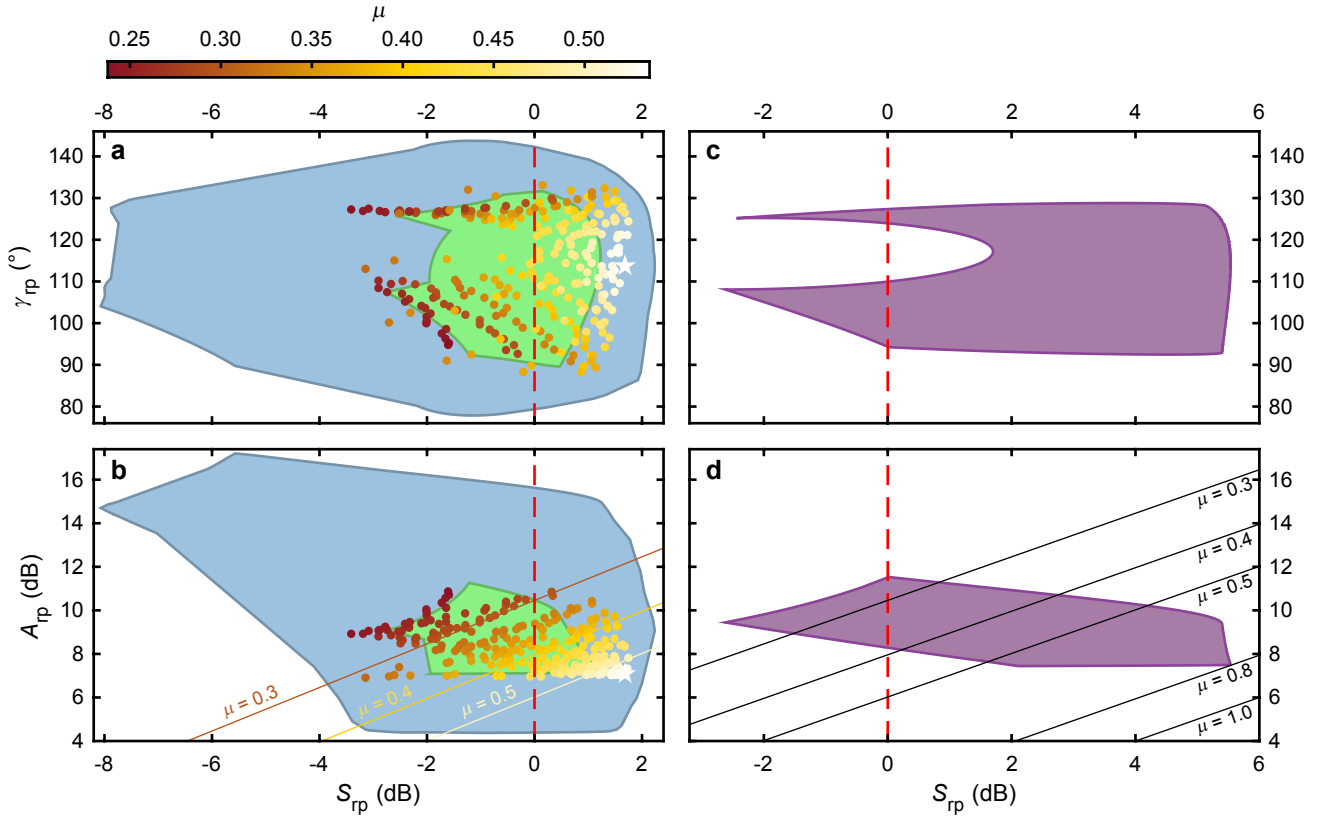 μ
0.25 0.30 0.35 0.40 0.45 0.50
-8 -6 -4 -2 0 2
-2 0 2 4 6
a
c
γrp (°)
140 130 120 110 100 90 80
140 130 120 110 100 90 80
b
d
Arp (dB)
16 14 12 10 8 6 4
16 14 12 10 8 6 4
μ = 0.3
μ = 0.4
μ = 0.5
μ = 0.3
μ = 0.4
μ = 0.5
μ = 0.8
μ = 1.0
-8 -6 -4 -2 0 2
-2 0 2 4 6
Srp (dB)
Srp (dB)